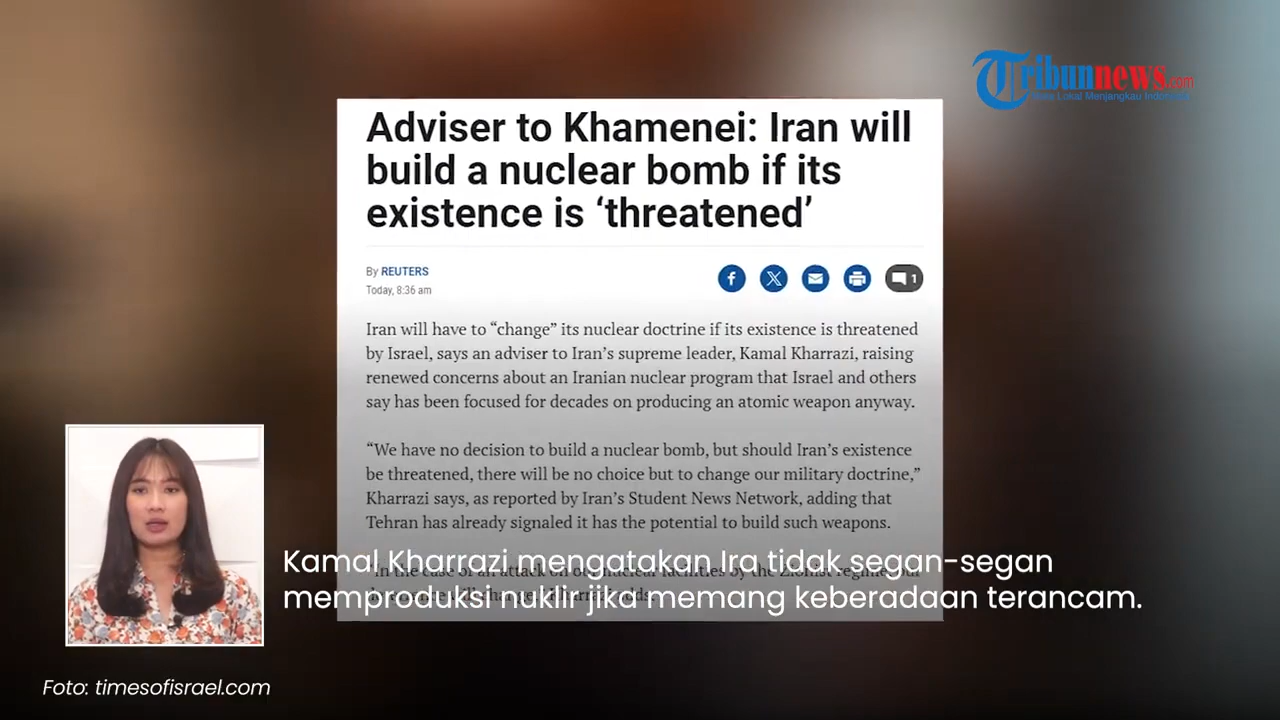 Tribunnews.com
Adviser to Khamenei: Iran will
build a nuclear bomb if its
existence is ‘threatened’
By REUTERS
Today, 8:36 am
1
Iran will have to “change” its nuclear doctrine if its existence is threatened
by Israel, says an adviser to Iran’s supreme leader, Kamal Kharrazi, raising
renewed concerns about an Iranian nuclear program that Israel and others
say has been focused for decades on producing an atomic weapon anyway.
“We have no decision to build a nuclear bomb, but should Iran’s existence
be threatened, there will be no choice but to change our military doctrine,”
Kharrazi says, as reported by Iran’s Student News Network, adding that
Tehran has already signaled it has the potential to build such weapons.
Kamal Kharrazi mengatakan Ira tidak segan-segan
memproduksi nuklir jika memang keberadaan terancam.
Foto: timesofisrael.com